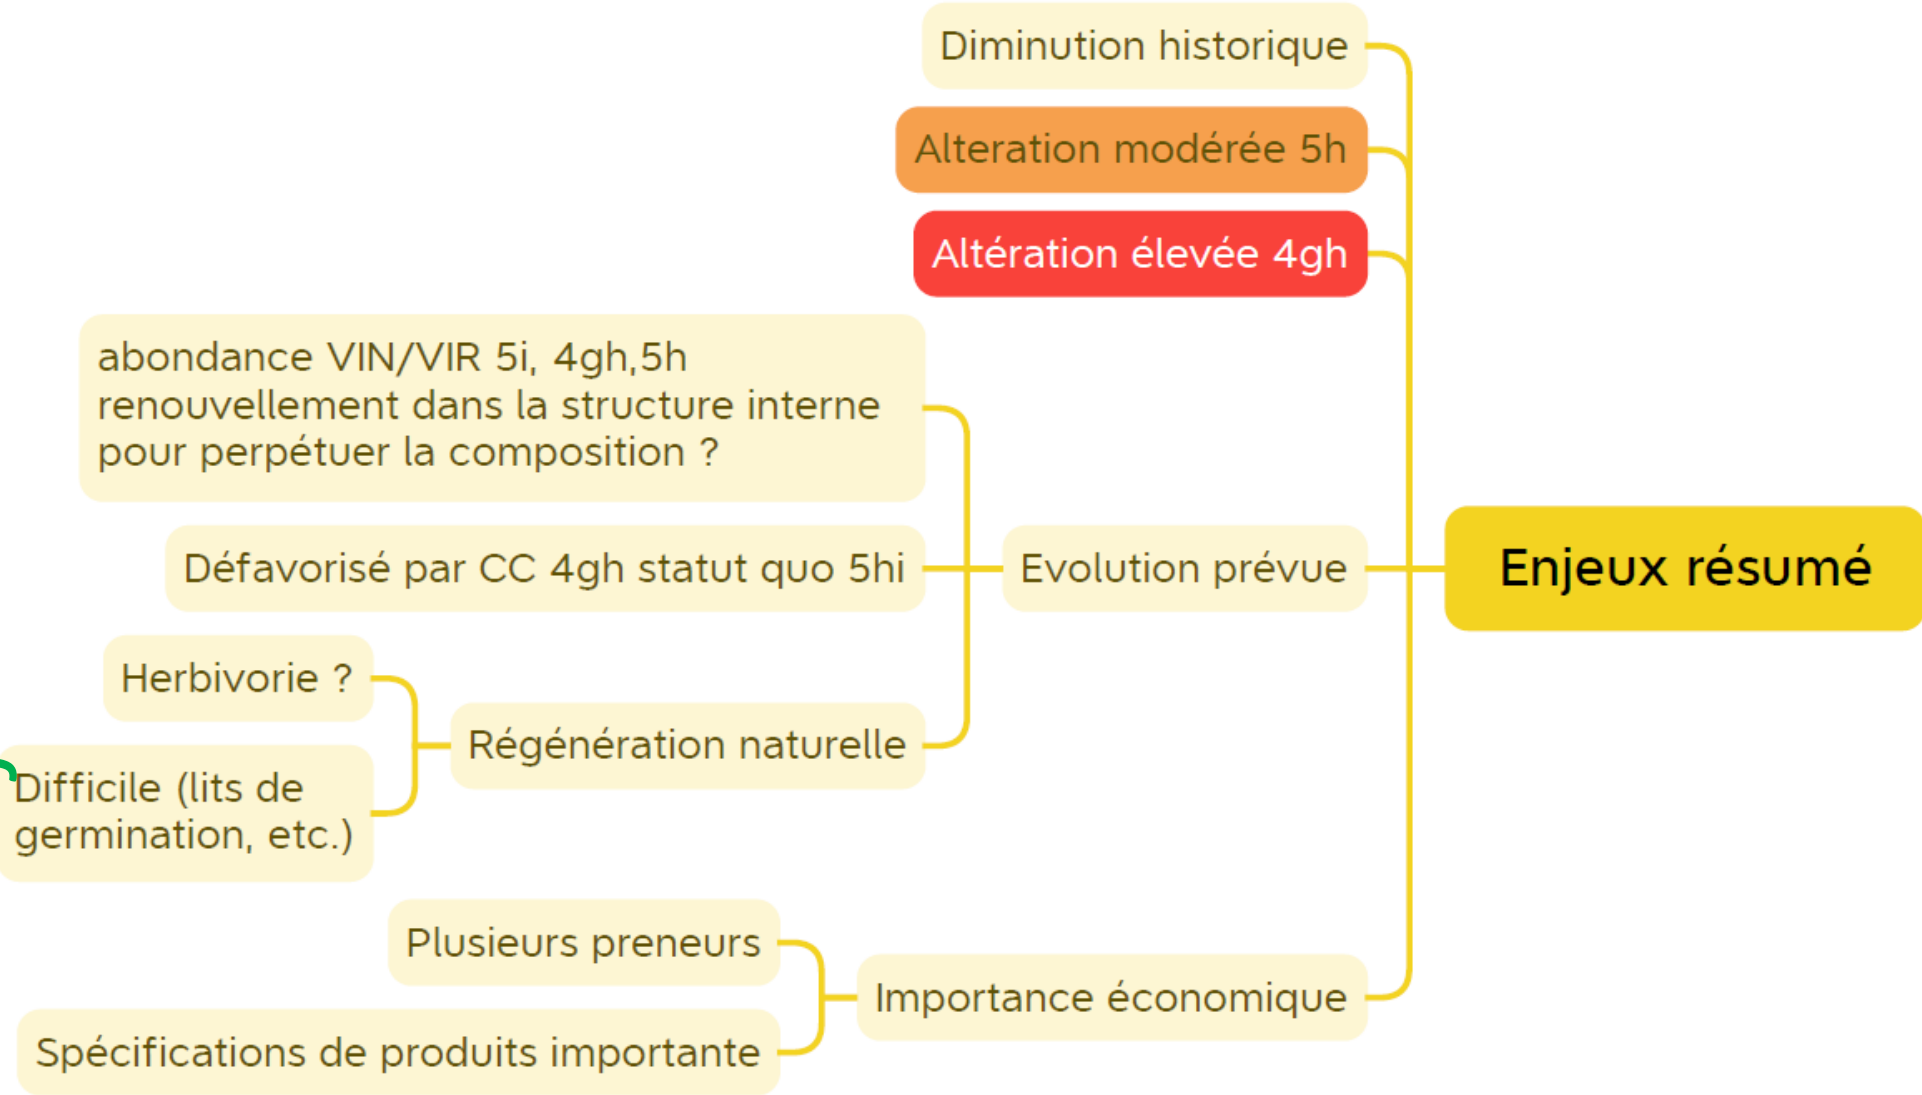 Diminution historique
Alteration modérée 5h
Altération élevée 4gh
abondance VIN/VIR 5i, 4gh,5h
renouvellement dans la structure interne
pour perpétuer la composition ?
Défavorisé par CC 4gh statut quo 5hi
Evolution prévue
Enjeux résumé
Herbivorie ?
Régénération naturelle
Difficile (lits de
germination, etc.)
Plusieurs preneurs
Importance économique
Spécifications de produits importante